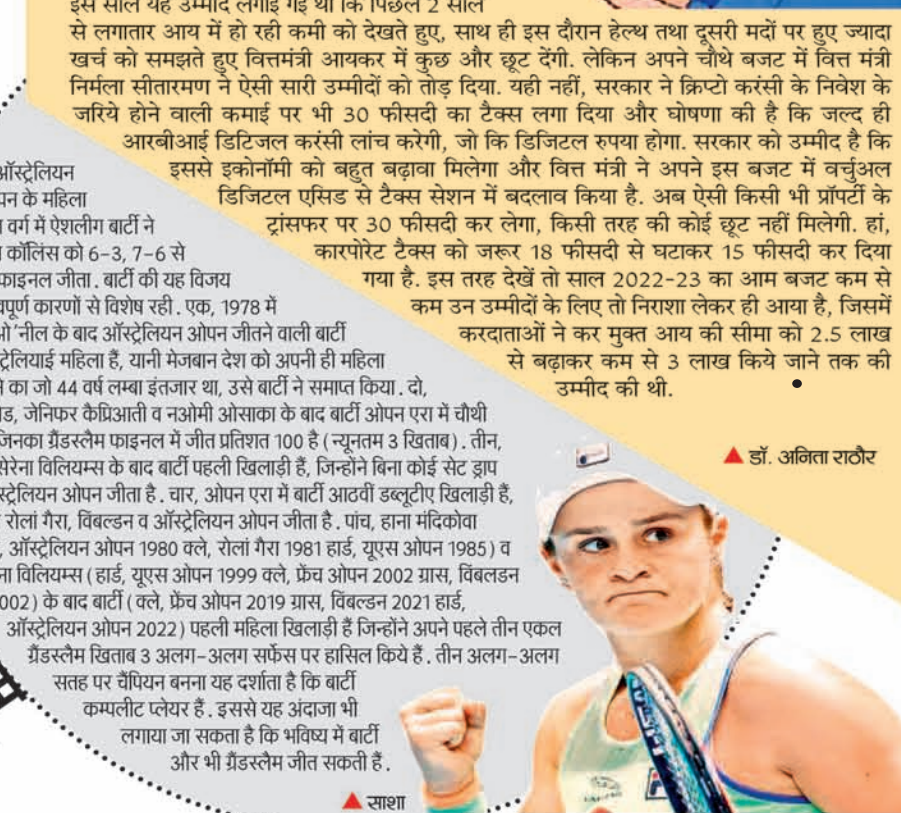 इस साल यह उम्मीद लगाई गई थी कि पिछले 2 साल
से लगातार आय में हो रही कमी को देखते हुए, साथ ही इस दौरान हेल्थ तथा दूसरी मदों पर हुए ज्यादा
खर्च को समझते हुए वित्तमंत्री आयकर में कुछ और छूट देंगी. लेकिन अपने चौथे बजट में वित्त मंत्री
निर्मला सीतारमण ने ऐसी सारी उम्मीदों को तोड़ दिया. यही नहीं, सरकार ने क्रिप्टो करंसी के निवेश के
जरिये होने वाली कमाई पर भी 30 फीसदी का टैक्स लगा दिया और घोषणा की है कि जल्द ही
आरबीआई डिटिजल करंसी लांच करेगी, जो कि डिजिटल रुपया होगा. सरकार को उम्मीद है कि
इससे इकोनॉमी को बहुत बढ़ावा मिलेगा और वित्त मंत्री ने अपने इस बजट में वर्चुअल
डिजिटल एसिड से टैक्स सेशन में बदलाव किया है. अब ऐसी किसी भी प्रॉपर्टी के
ट्रांसफर पर 30 फीसदी कर लेगा, किसी तरह की कोई छूट नहीं मिलेगी. हां,
कारपोरेट टैक्स को जरूर 18 फीसदी से घटाकर 15 फीसदी कर दिया
गया है. इस तरह देखें तो साल 2022-23 का आम बजट कम से
कम उन उम्मीदों के लिए तो निराशा लेकर ही आया है, जिसमें
करदाताओं ने कर मुक्त आय की सीमा को 2.5 लाख
से बढ़ाकर कम से 3 लाख किये जाने तक की
उम्मीद की थी. •
▲ डॉ. अनिता राठौर
ऑस्ट्रेलियन
के महिला
वर्ग में ऐशलीग बार्टी ने
कॉलिंस को 6-3, 7-6 से
फाइनल जीता. बार्टी की यह विजय
कारणों से विशेष रही. एक, 1978 में
ओ'नील के बाद ऑस्ट्रेलियन ओपन जीतने वाली बार्टी
महिला हैं, यानी मेजबान देश को अपनी ही महिला
का जो 44 वर्ष लम्बा इंतजार था, उसे बार्टी ने समाप्त किया. दो,
जेनिफर कैप्रिआती व नओमी ओसाका के बाद बार्टी ओपन एरा में चौथी
जिनका ग्रैंडस्लैम फाइनल में जीत प्रतिशत 100 है (न्यूनतम 3 खिताब). तीन,
सेरेना विलियम्स के बाद बार्टी पहली खिलाड़ी हैं, जिन्होंने बिना कोई सेट ड्राप
ऑपन जीता है. चार, ओपन एरा में बार्टी आठवीं डब्लूटीए खिलाड़ी हैं,
रोलां गैरा, विंबल्डन व ऑस्ट्रेलियन ओपन जीता है. पांच, हाना मंदिकोवा
, ऑस्ट्रेलियन ओपन 1980 क्ले, रोलां गैरा 1981 हार्ड, यूएस ओपन 1985) व
विलियम्स (हार्ड, यूएस ओपन 1999 क्ले, फ्रेंच ओपन 2002 ग्रास, विंबलडन
002) के बाद बार्टी (क्ले, फ्रेंच ओपन 2019 ग्रास, विंबल्डन 2021 हार्ड,
ऑस्ट्रेलियन ओपन 2022) पहली महिला खिलाड़ी हैं जिन्होंने अपने पहले तीन एकल
ग्रैंडस्लैम खिताब 3 अलग-अलग सर्फेस पर हासिल किये हैं. तीन अलग-अलग
सतह पर चैंपियन बनना यह दर्शाता है कि बार्टी
कम्पलीट प्लेयर हैं. इससे यह अंदाजा भी
लगाया जा सकता है कि भविष्य में बार्टी
और भी ग्रैंडस्लैम जीत सकती हैं.
▲ साशा